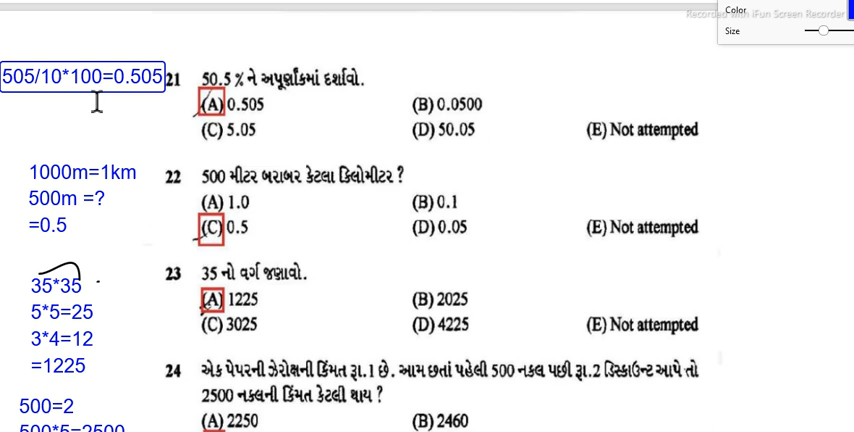 Color
Recorded with iFun Screen Recorder
Size
505/10*100=0.505
21 50.5 % ને અપૂર્ણાંકમાં દર્શાવો.
(A) 0.505 (B) 0.0500
(C) 5.05 (D) 50.05 (E) Not attempted
1000m=1km
500m =?
=0.5
22 500 મીટર બરાબર કેટલા કિલોમીટર ?
(A) 1.0 (B) 0.1
(C) 0.5 (D) 0.05 (E) Not attempted
35*35
5*5=25
3*4=12
=1225
23 35 નો વર્ગ જણાવો.
(A) 1225 (B) 2025
(C) 3025 (D) 4225 (E) Not attempted
24 એક પેપરની ઝેરોક્ષની કિંમત રૂા.1 છે. આમ છતાં પહેલી 500 નકલ પછી રૂા.2 ડિસ્કાઉન્ટ આપે તો
2500 નકલની કિંમત કેટલી થાય ?
(A) 2250 (B) 2460
500=2
500*5=2500